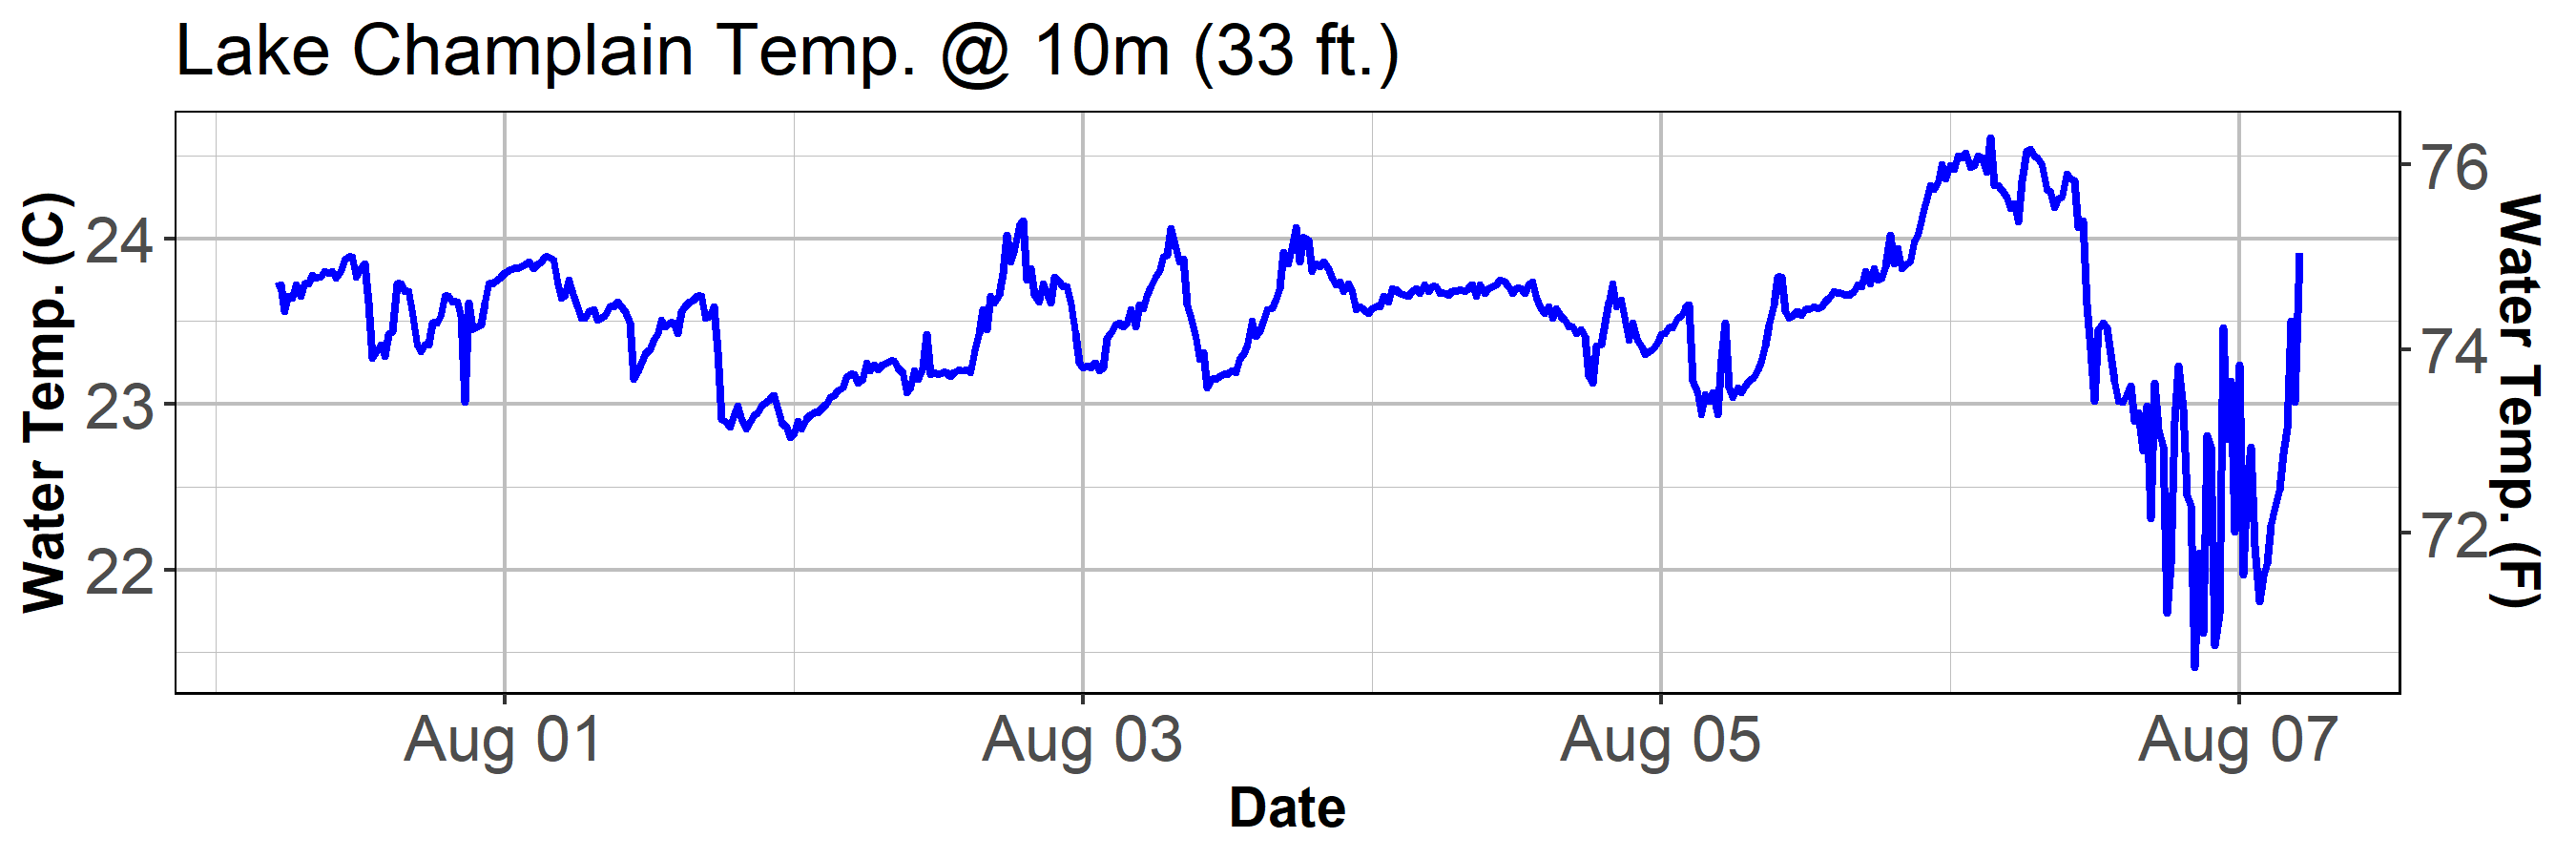 Lake Champlain Temp. @ 10m (33 ft.)
Water Temp. (C)
24
23
22
76
74
72
Water Temp. (F)
Aug 01
Aug 03
Aug 05
Aug 07
Date